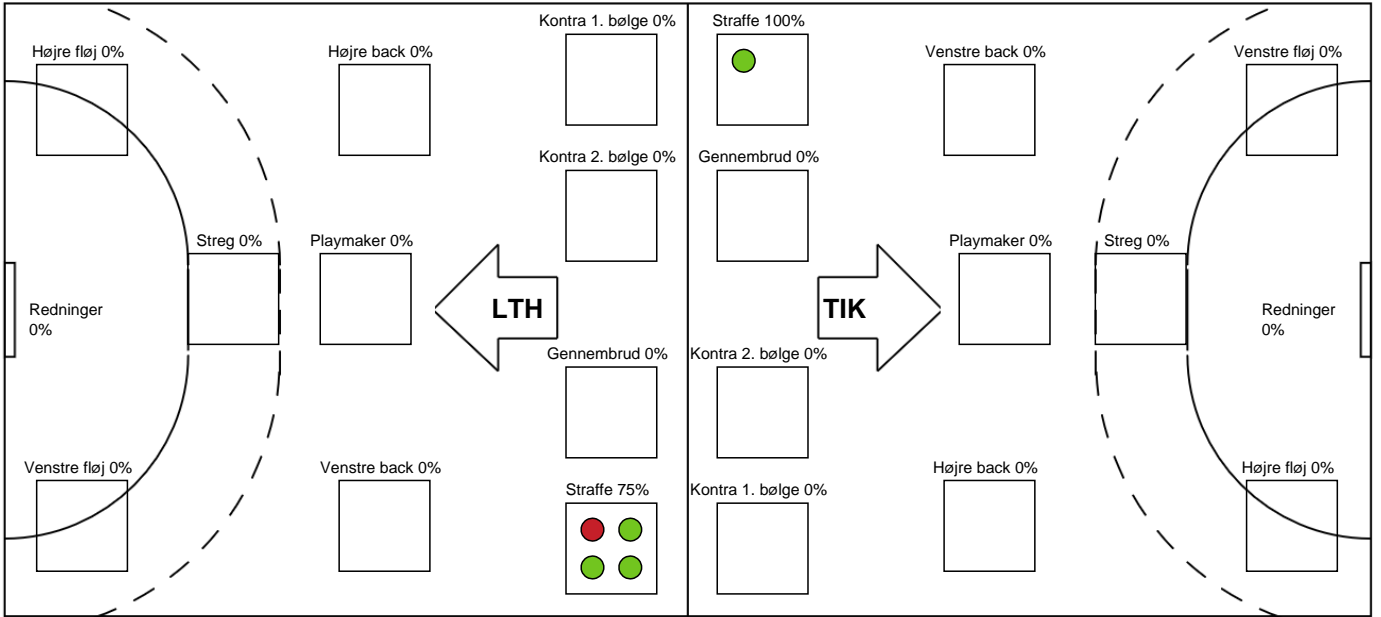 Kontra 1. bølge 0%
Straffe 100%
Højre fløj 0%
Højre back 0%
Venstre back 0%
Venstre fløj 0%
Kontra 2. bølge 0%
Gennembrud 0%
Streg 0%
Playmaker 0%
Playmaker 0%
Streg 0%
LTH
TIK
Redninger
0%
Redninger
0%
Gennembrud 0%
Kontra 2. bølge 0%
Venstre fløj 0%
Venstre back 0%
Højre back 0%
Højre fløj 0%
Straffe 75%
Kontra 1. bølge 0%